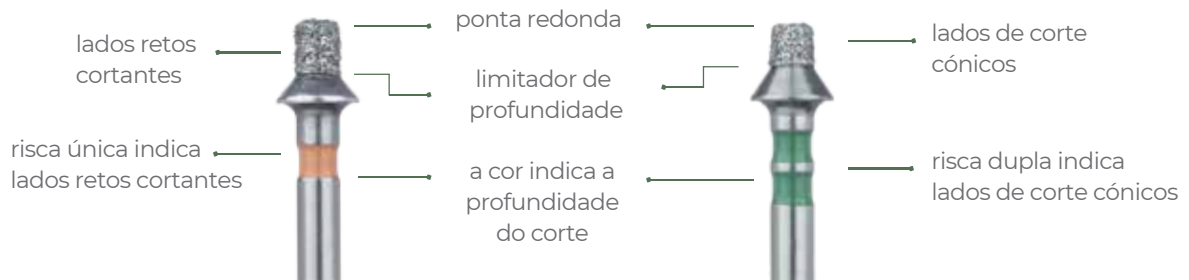 lados retos
cortantes
risca única indica
lados retos cortantes
ponta redonda
limitador de
profundidade
a cor indica a
profundidade
do corte
lados de corte
cónicos
risca dupla indica
lados de corte cónicos